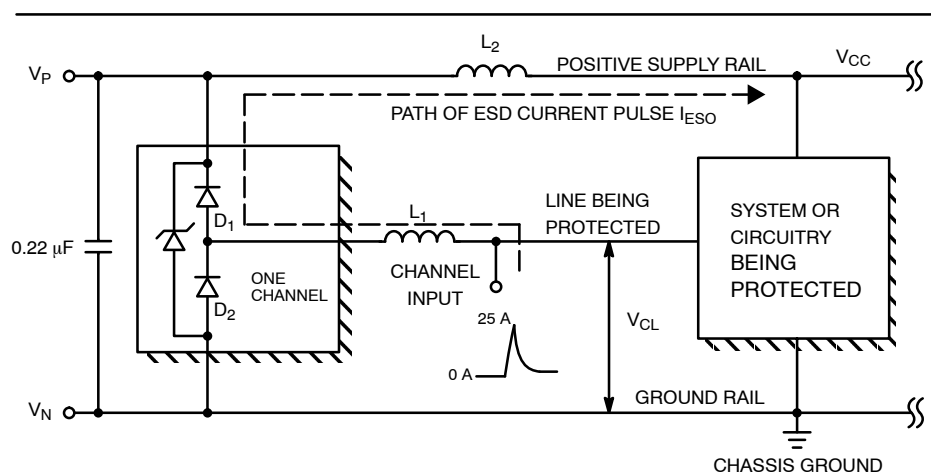 L2
VP
POSITIVE SUPPLY RAIL
VCC
PATH OF ESD CURRENT PULSE IESO
L1
LINE BEING
PROTECTED
D1
0.22 μF
ONE
CHANNEL
D2
CHANNEL
INPUT
SYSTEM OR
CIRCUITRY
BEING
PROTECTED
25 A
VCL
0 A
VN
GROUND RAIL
CHASSIS GROUND